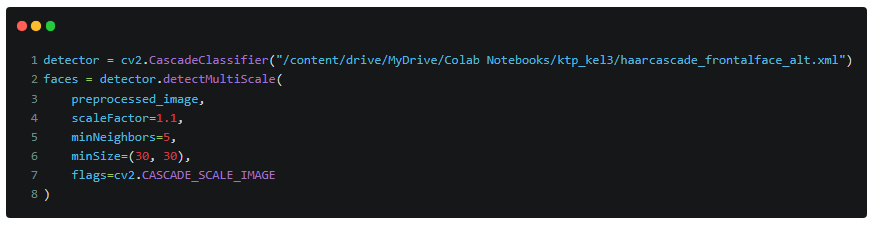 1 detector = cv2.CascadeClassifier("/content/drive/MyDrive/Colab Notebooks/ktp_kel3/haarcascade_frontalface_alt.xml")
2 faces = detector.detectMultiScale(
3     preprocessed_image,
4     scaleFactor=1.1,
5     minNeighbors=5,
6     minSize=(30, 30),
7     flags=cv2.CASCADE_SCALE_IMAGE
8 )